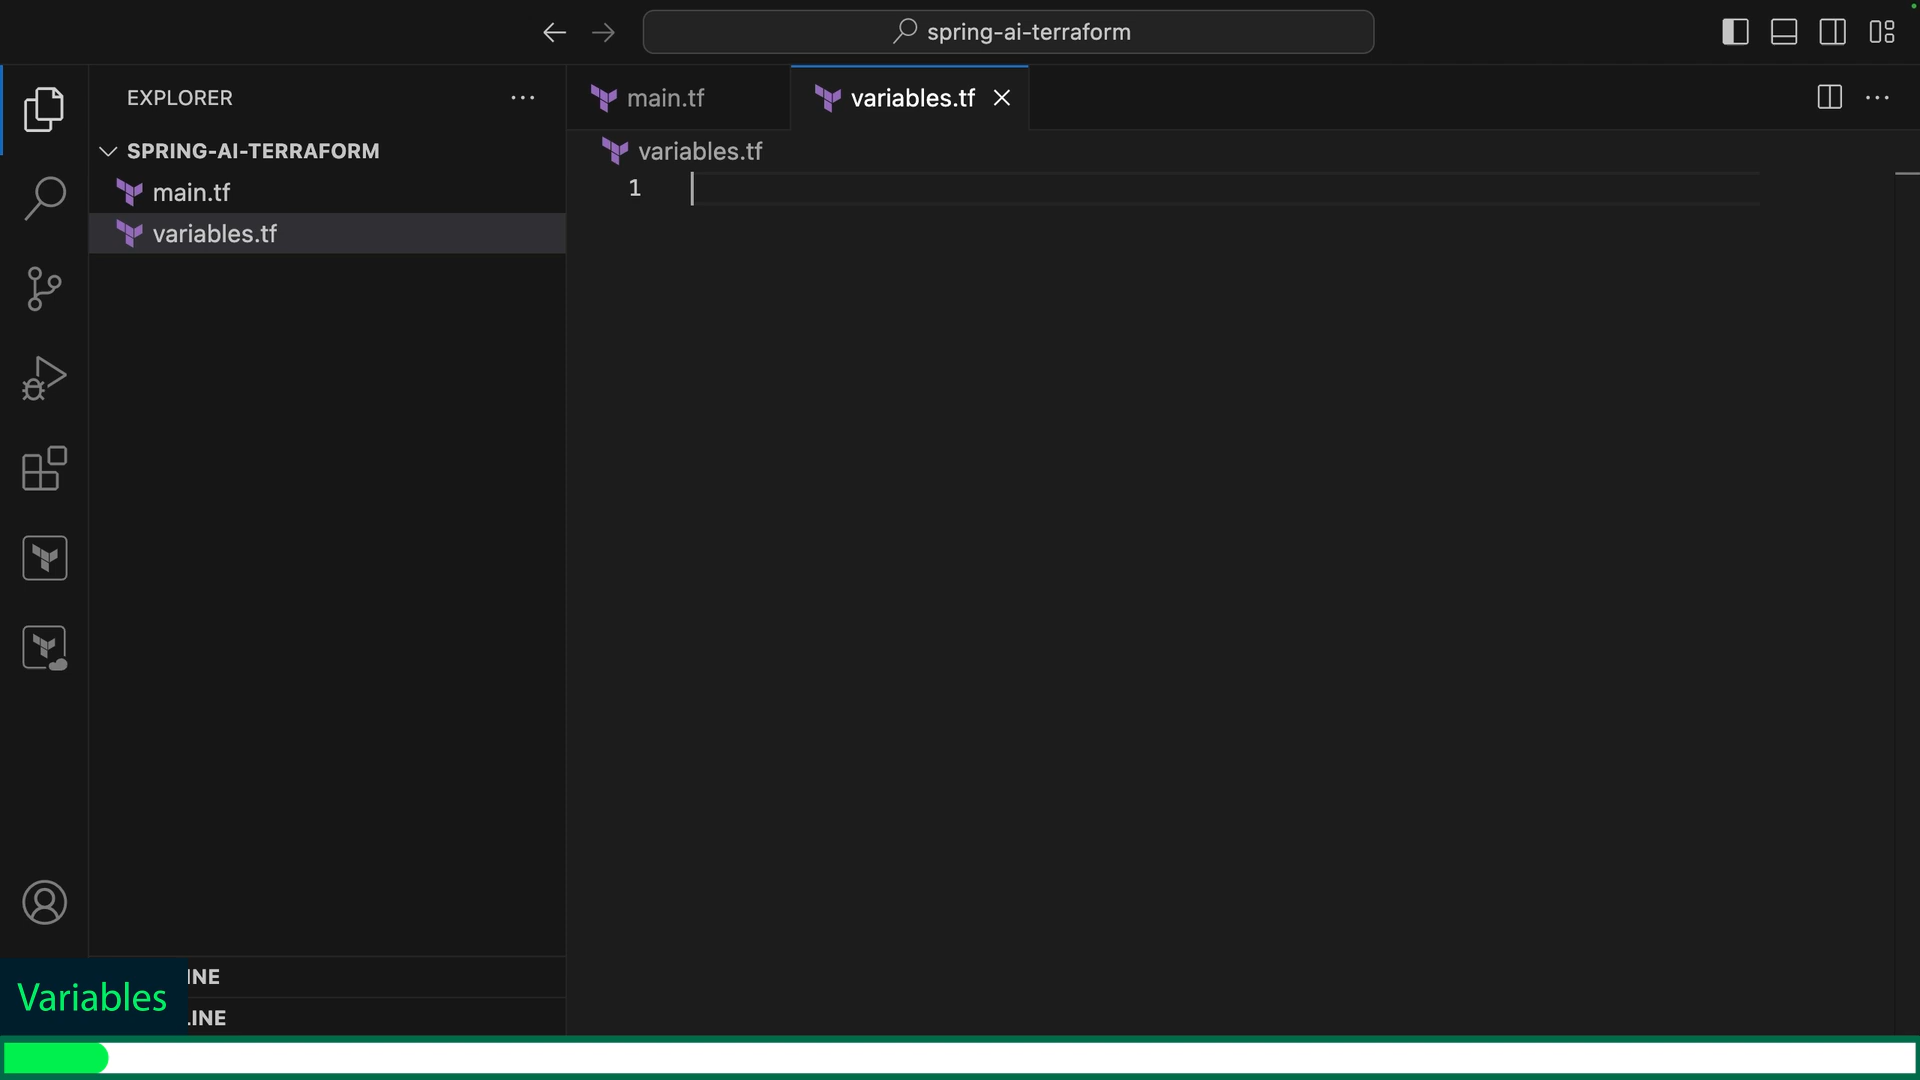 spring-ai-terraform
EXPLORER
SPRING-AI-TERRAFORM
main.tf
variables.tf
main.tf
variables.tf
variables.tf
1
INE
LINE
Variables